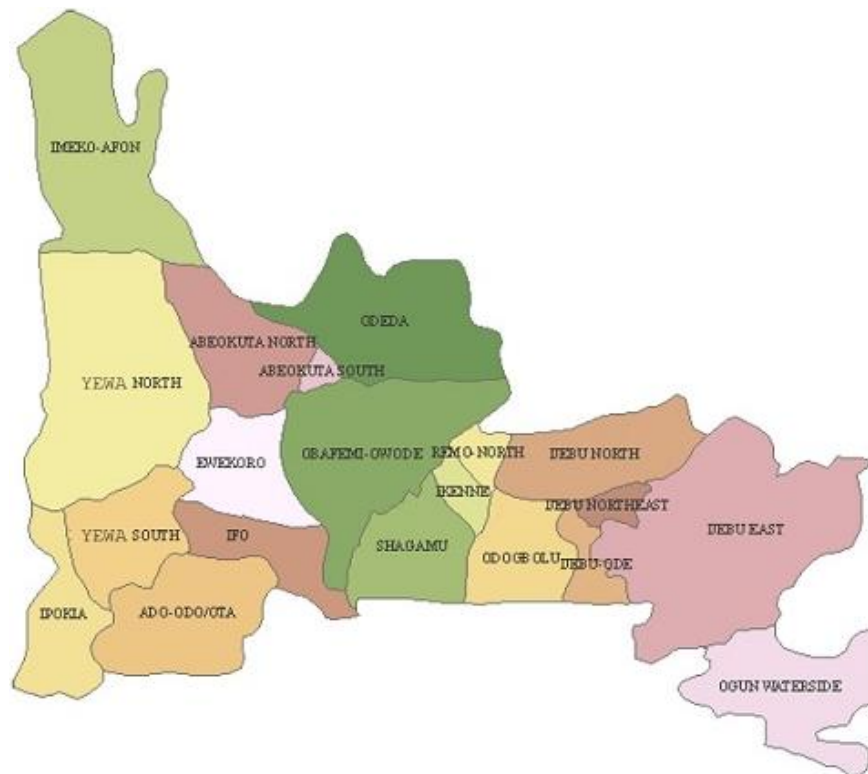 IMEKO-AFON
ODEDA
ABEOKUTA NORTH
ABEOKUTA SOUTH
YEWA NORTH
EWEKORO
OBAFEMI-OWODE
REMO-NORTH
IJEBU NORTH
IKENNE
IJEBU NORTHEAST
IJEBU EAST
YEWA SOUTH
IFO
SHAGAMU
ODOGBOLU
IJEBU-ODE
IPOKIA
ADO-ODO/OTA
OGUN WATERSIDE